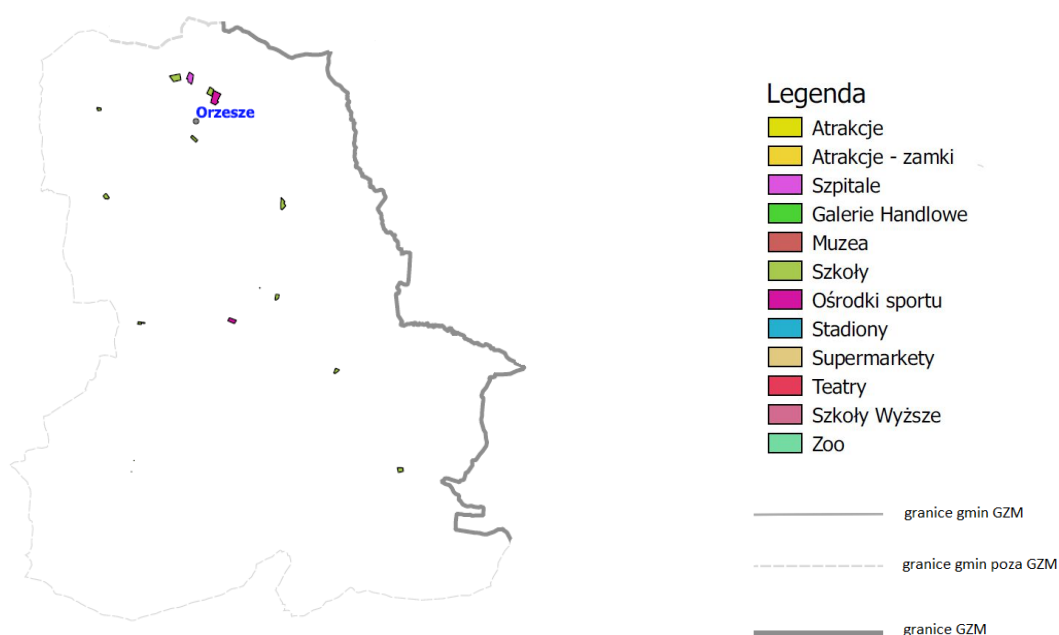 Orzesze
Legenda
Atrakcje
Atrakcje - zamki
Szpitale
Galerie Handlowe
Muzea
Szkoły
Ośrodki sportu
Stadiony
Supermarkety
Teatry
Szkoły Wyższe
Zoo
granice gmin GZM
granice gmin poza GZM
granice GZM